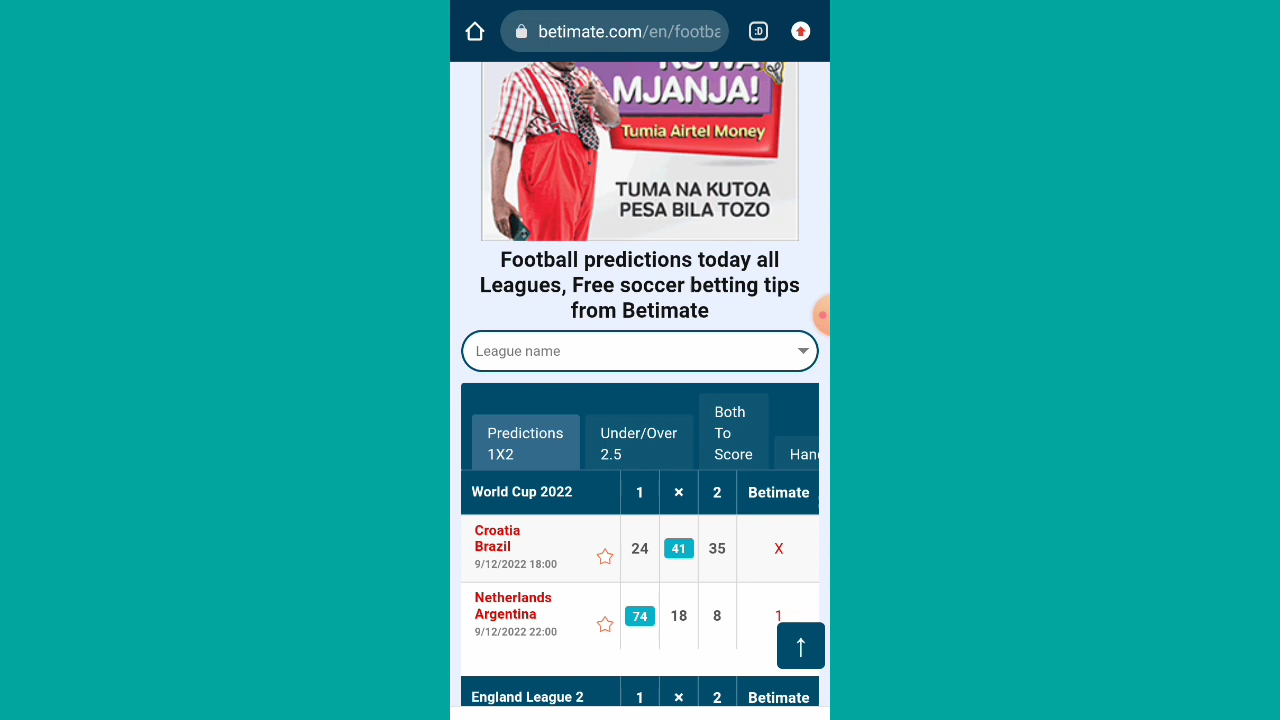 betimate.com/en/footba
:D
KUWA
MJANJA!
Tumia Airtel Money
TUMA NA KUTOA
PESA BILA TOZO
Football predictions today all
Leagues, Free soccer betting tips
from Betimate
League name
Predictions
1X2
Under/Over
2.5
Both
To
Score
Han
World Cup 2022 1 × 2 Betimate
Croatia
Brazil
9/12/2022 18:00
24 41 35 X
Netherlands
Argentina
9/12/2022 22:00
74 18 8 1
↑
England League 2 1 × 2 Betimate